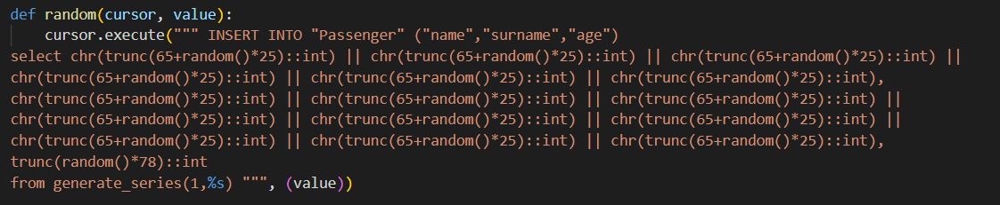 def random(cursor, value):
    cursor.execute(""" INSERT INTO "Passenger" ("name","surname","age")
select chr(trunc(65+random()*25)::int) || chr(trunc(65+random()*25)::int) || chr(trunc(65+random()*25)::int) ||
chr(trunc(65+random()*25)::int) || chr(trunc(65+random()*25)::int) || chr(trunc(65+random()*25)::int),
chr(trunc(65+random()*25)::int) || chr(trunc(65+random()*25)::int) || chr(trunc(65+random()*25)::int) ||
chr(trunc(65+random()*25)::int) || chr(trunc(65+random()*25)::int) || chr(trunc(65+random()*25)::int) ||
chr(trunc(65+random()*25)::int) || chr(trunc(65+random()*25)::int) || chr(trunc(65+random()*25)::int),
trunc(random()*78)::int
from generate_series(1,%s) """, (value))